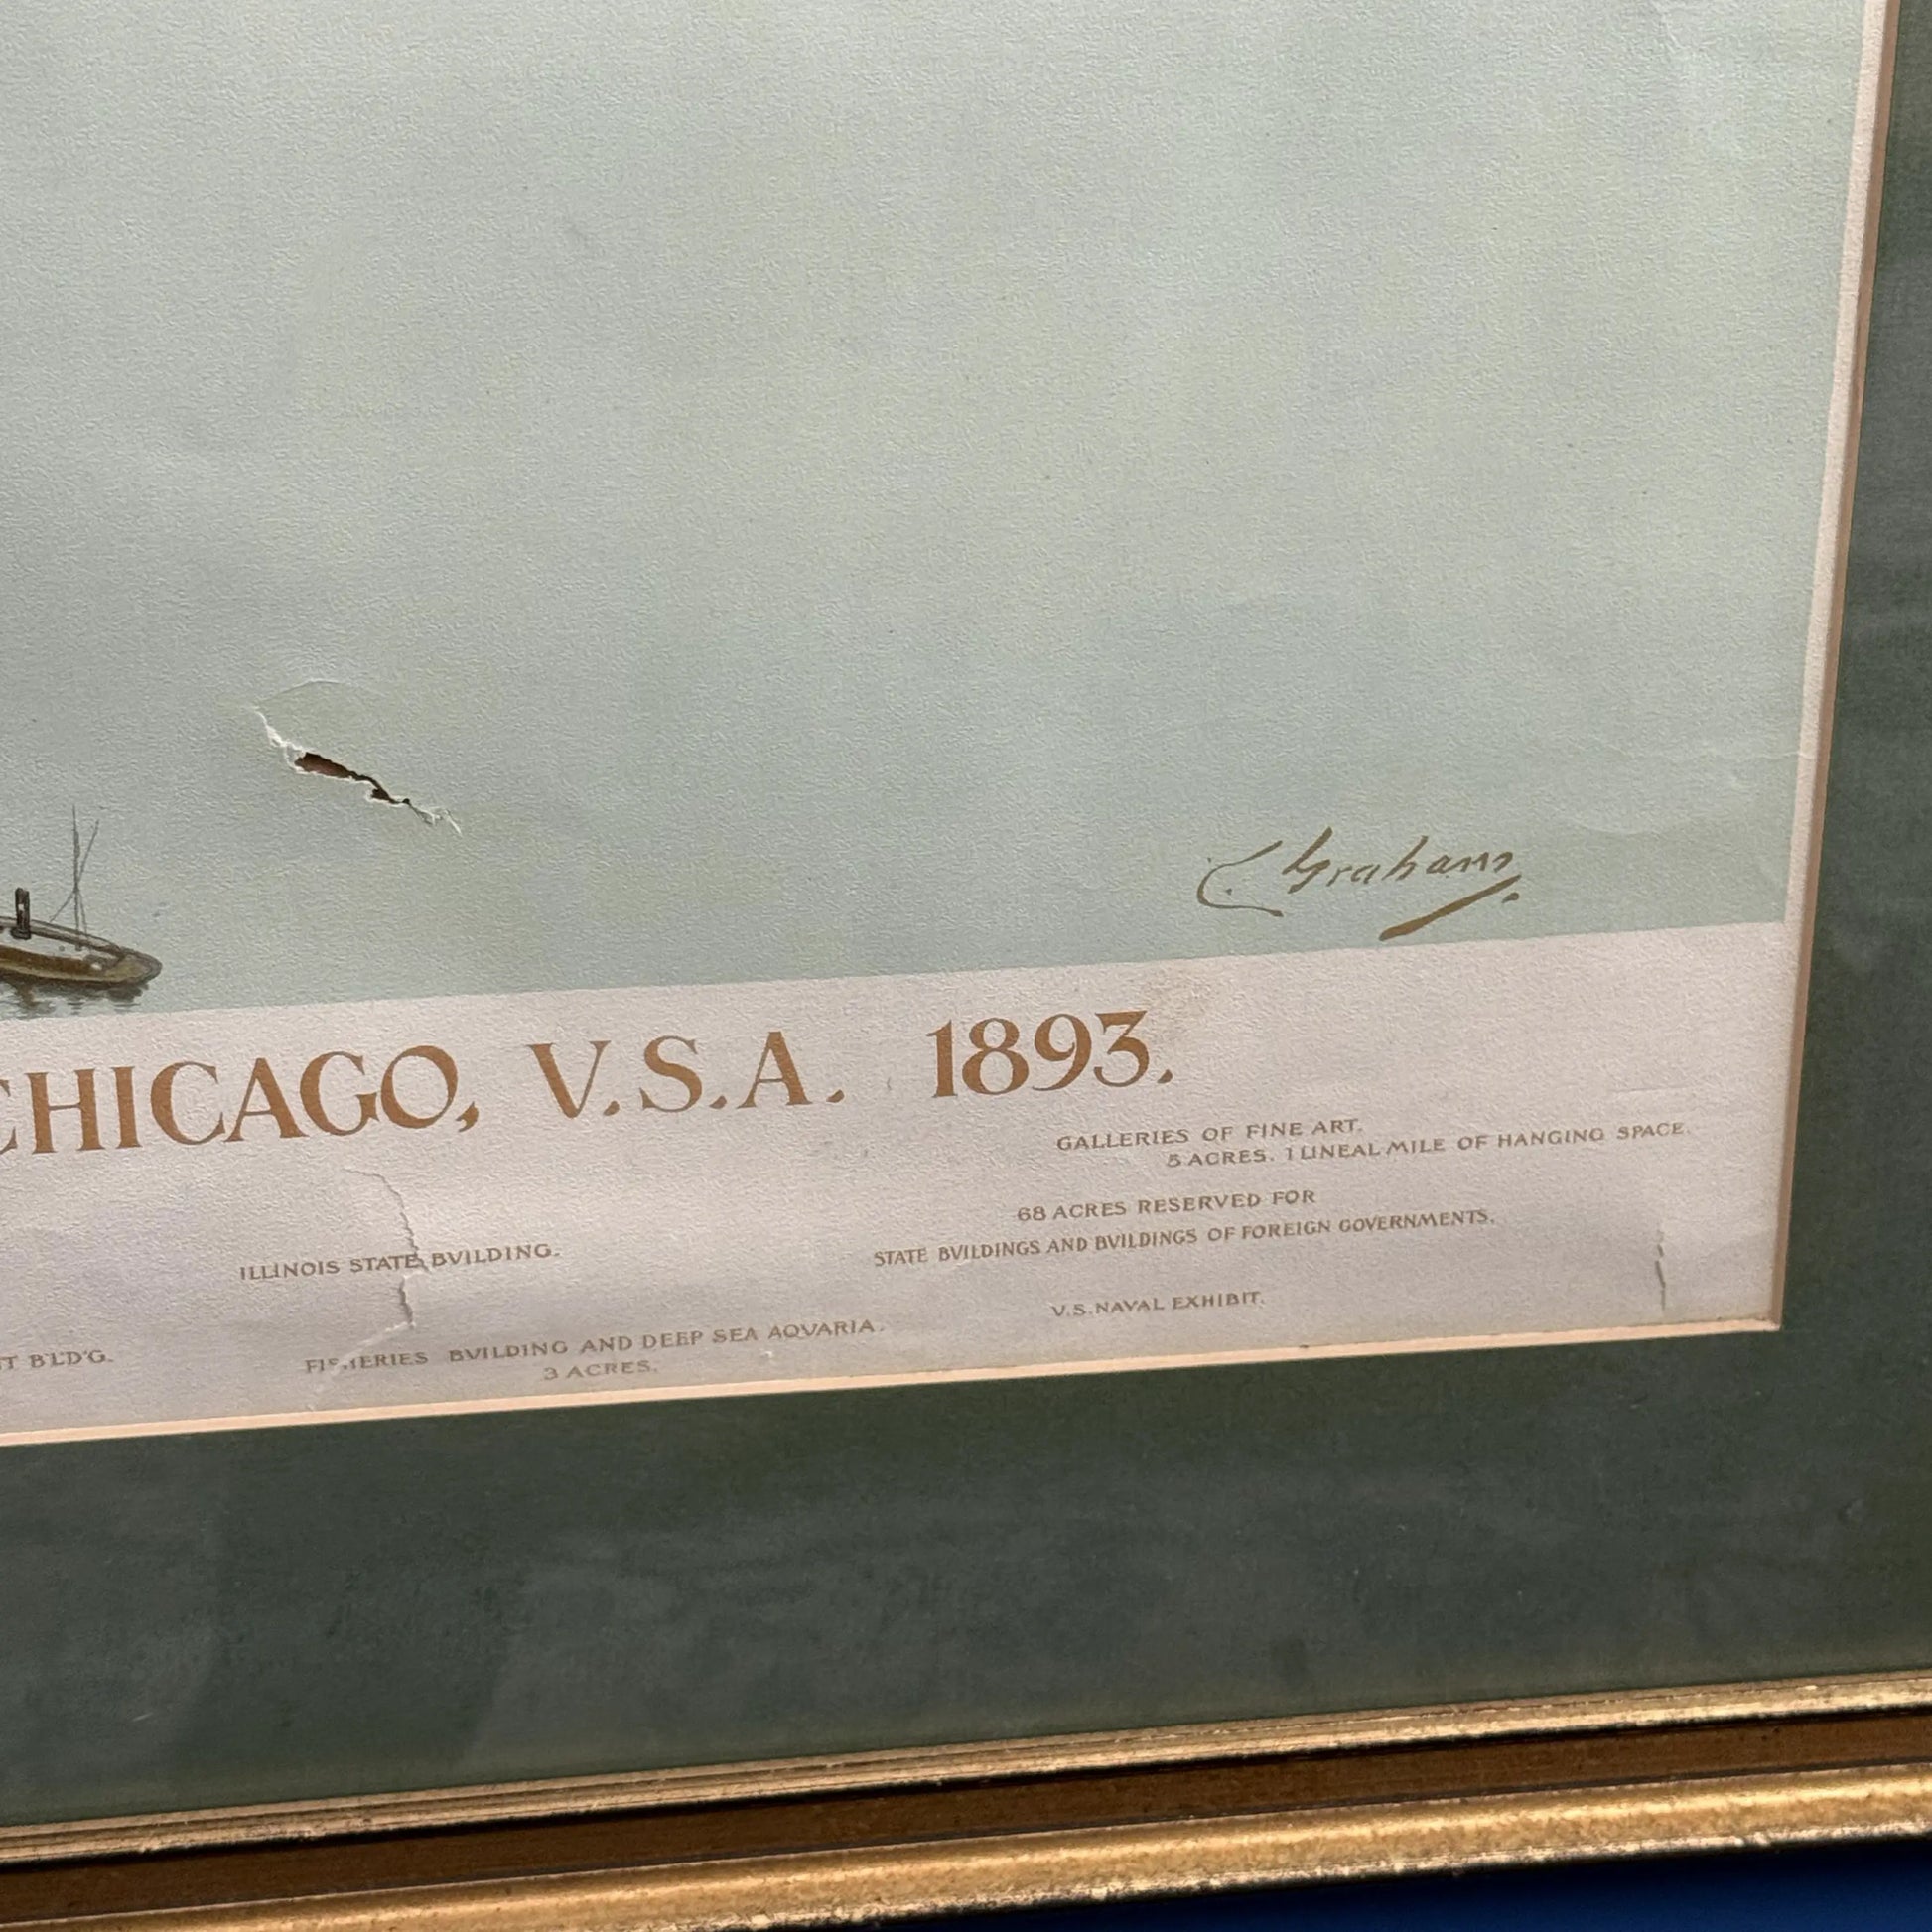 C. Graham
CHICAGO, V.S.A. 1893.
GALLERIES OF FINE ART.
5 ACRES. 1 LINEAL MILE OF HANGING SPACE.
68 ACRES RESERVED FOR
STATE BVILDINGS AND BVILDINGS OF FOREIGN GOVERNMENTS.
ILLINOIS STATE BVILDING.
V.S. NAVAL EXHIBIT.
T BLD'G.
FISHERIES BVILDING AND DEEP SEA AQVARIA.
3 ACRES.